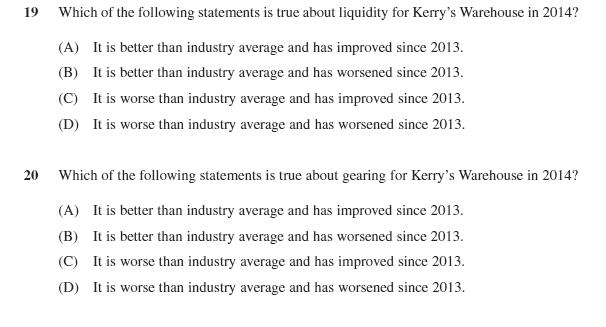 19 Which of the following statements is true about liquidity for Kerry’s Warehouse in 2014?
(A) It is better than industry average and has improved since 2013.
(B) It is better than industry average and has worsened since 2013.
(C) It is worse than industry average and has improved since 2013.
(D) It is worse than industry average and has worsened since 2013.
20 Which of the following statements is true about gearing for Kerry’s Warehouse in 2014?
(A) It is better than industry average and has improved since 2013.
(B) It is better than industry average and has worsened since 2013.
(C) It is worse than industry average and has improved since 2013.
(D) It is worse than industry average and has worsened since 2013.